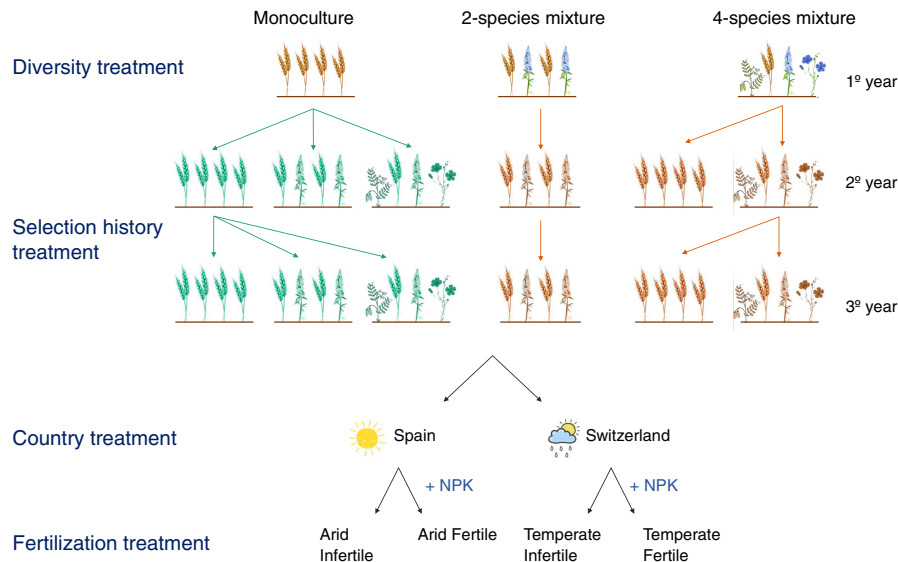 Monoculture
2-species mixture
4-species mixture
Diversity treatment
1º year
2º year
Selection history
treatment
3º year
Country treatment
Spain
Switzerland
+ NPK
+ NPK
Fertilization treatment
Arid
Infertile
Arid Fertile
Temperate
Infertile
Temperate
Fertile